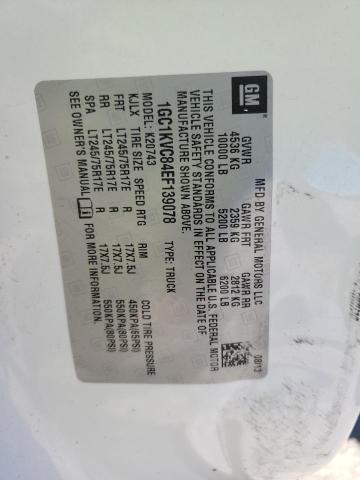 GM
MFD BY GENERAL MOTORS LLC
08/13
GVWR GAWR FRT GAWR RR
4536 KG 2359 KG 2812 KG
10000 LB 5200 LB 6200 LB
THIS VEHICLE CONFORMS TO ALL APPLICABLE U.S. FEDERAL MOTOR
VEHICLE SAFETY STANDARDS IN EFFECT ON THE DATE OF
MANUFACTURE SHOWN ABOVE.
1GC1KVC84EF139078 TYPE: TRUCK
MODEL: K20743
KJLX TIRE SIZE SPEED RTG RIM COLD TIRE PRESSURE
FRT LT245/75R17E R 17X7.5J 450KPA(65PSI)
RR LT245/75R17E R 17X7.5J 550KPA(80PSI)
SPA LT245/75R17E R 17X7.5J 550KPA(80PSI)
SEE OWNER'S MANUAL FOR MORE INFORMATION.